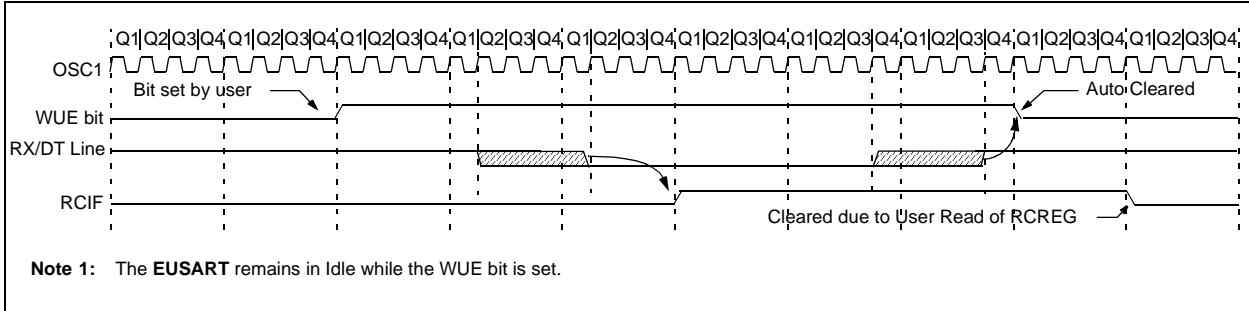 Q1|Q2|Q3|Q4|Q1|Q2|Q3|Q4|Q1|Q2|Q3|Q4|Q1|Q2|Q3|Q4|Q1|Q2|Q3|Q4|Q1|Q2|Q3|Q4|Q1|Q2|Q3|Q4|Q1|Q2|Q3|Q4|Q1|Q2|Q3|Q4|Q1|Q2|Q3|Q4
OSC1
Bit set by user
Auto Cleared
WUE bit
RX/DT Line
RCIF
Cleared due to User Read of RCREG
Note 1: The EUSART remains in Idle while the WUE bit is set.